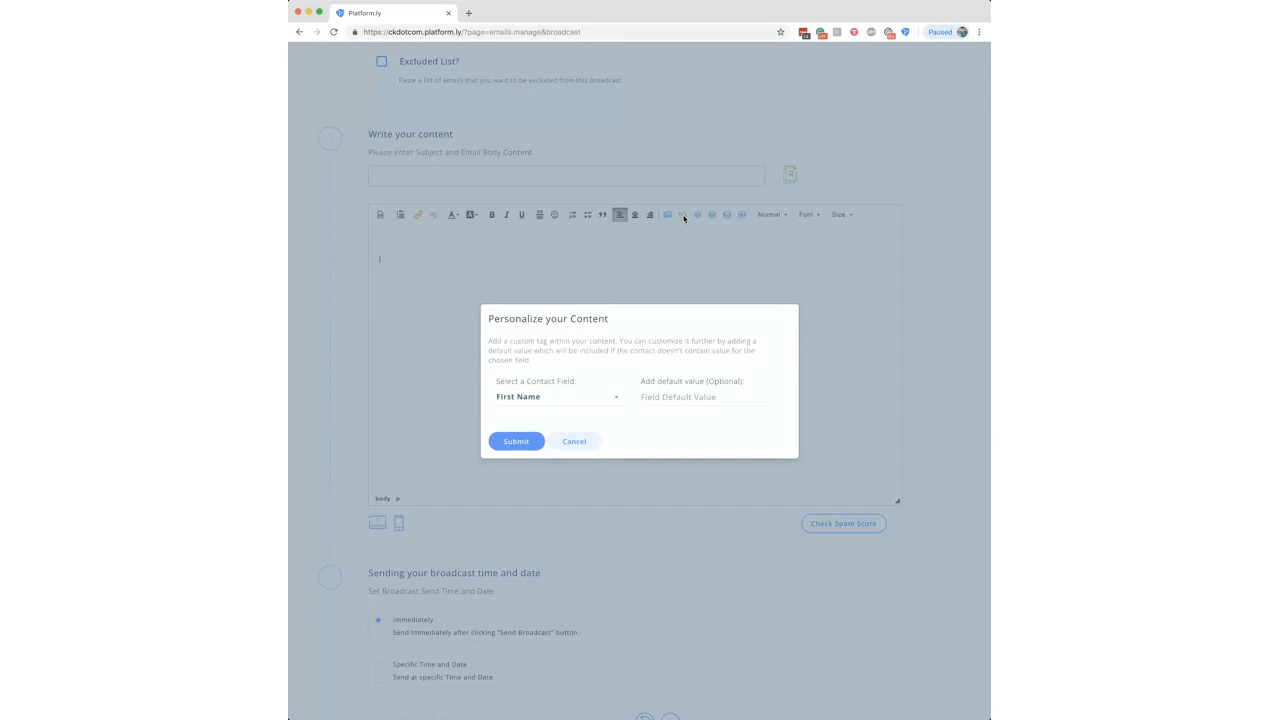 Platform.ly
https://ckdotcom.platform.ly/?page=emails.manage&broadcast
Paused
Excluded List?
Paste a list of emails that you want to be excluded from this Broadcast.
Write your content
Please enter Subject and Email Body Content
Normal
Font
Size
Personalize your Content
Add a custom tag within your content. You can customize it further by adding a
default value which will be included if the contact doesn't contain value for the
chosen field.
Select a Contact Field:
Add default value (Optional):
First Name
Field Default Value
Submit
Cancel
body p
Check Spam Score
Sending your broadcast time and date
Set Broadcast Send Time and Date
Immediately
Send Immediately after clicking "Send Broadcast" button.
Specific Time and Date
Send at specific Time and Date.